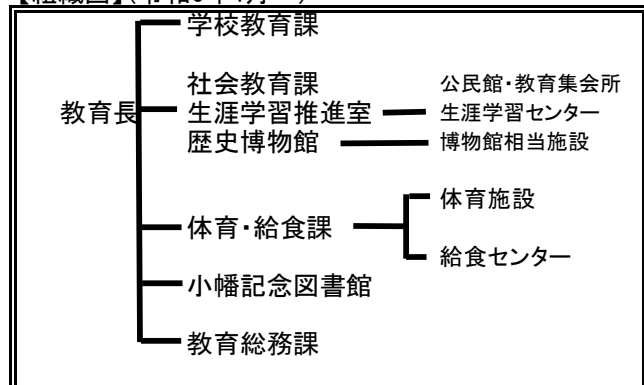 学校教育課
社会教育課 公民館・教育集会所
教育長 生涯学習推進室 生涯学習センター
歴史博物館 博物館相当施設
体育施設
体育・給食課
給食センター
小幡記念図書館
教育総務課